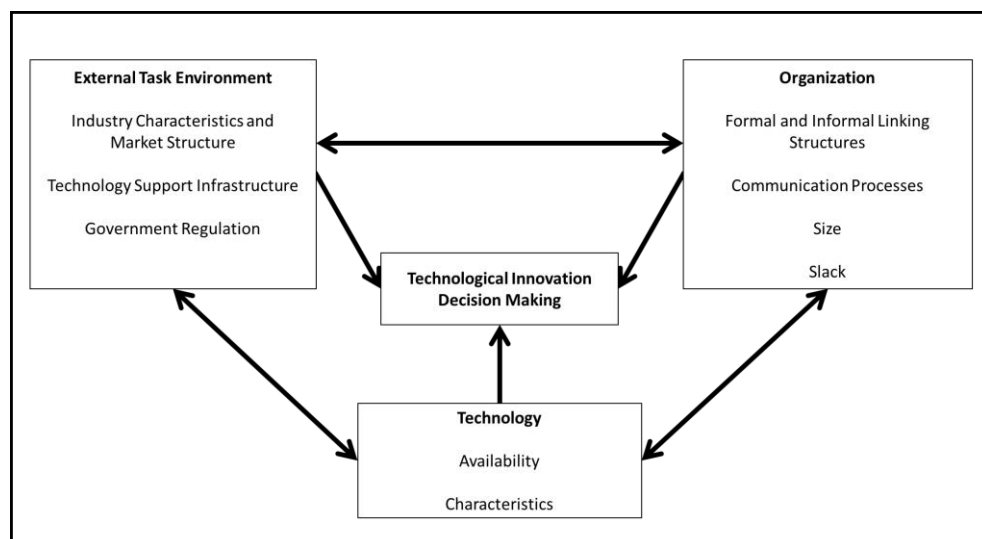 External Task Environment
Industry Characteristics and
Market Structure
Technology Support Infrastructure
Government Regulation
Organization
Formal and Informal Linking
Structures
Communication Processes
Size
Slack
Technological Innovation
Decision Making
Technology
Availability
Characteristics